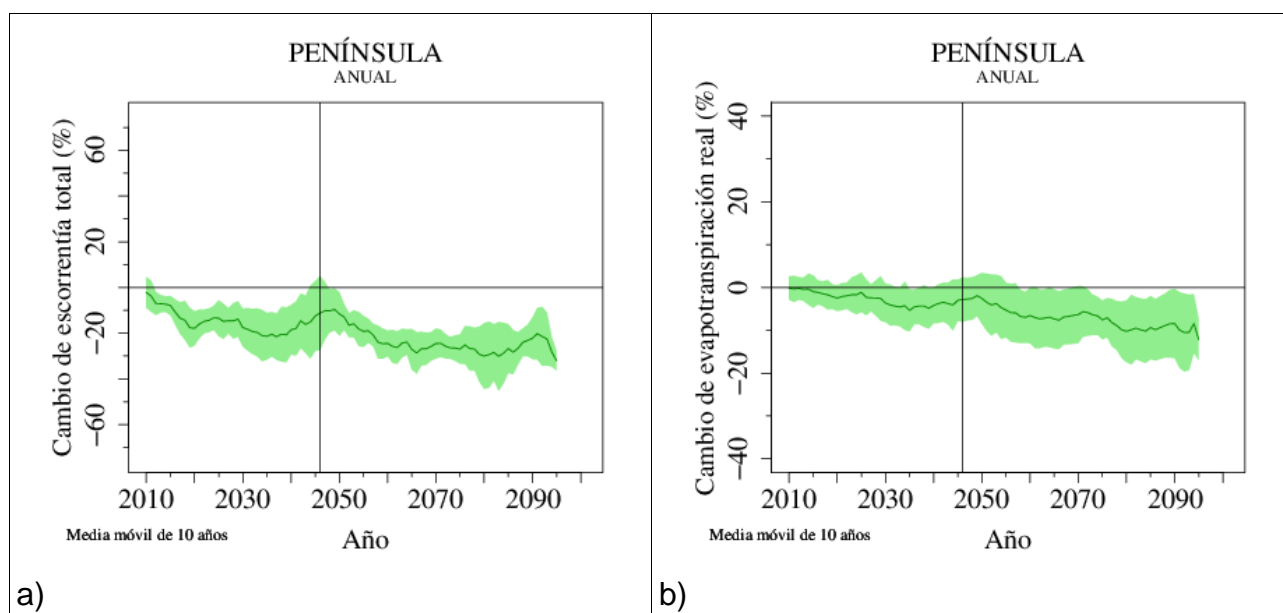 PENÍNSULA
ANUAL
Cambio de escorrentía total (%)
60
20
0
−20
−60
2010
2030
2050
2070
2090
Media móvil de 10 años
Año
a)
PENÍNSULA
ANUAL
Cambio de evapotranspiración real (%)
40
20
0
−20
−40
2010
2030
2050
2070
2090
Media móvil de 10 años
Año
b)